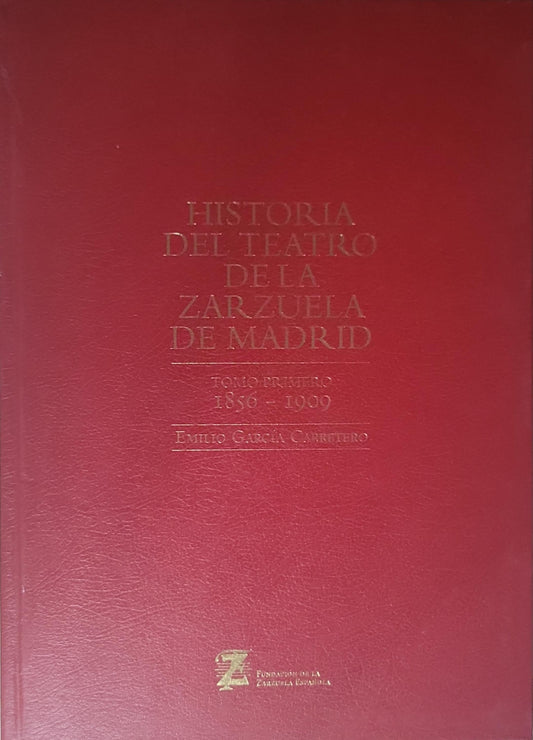 HISTORIA
DEL TEATRO
DE LA
ZARZUELA
DE MADRID
TOMO PRIMERO
1856 – 1909
EMILIO GARCÍA CARRETERO
Z
FUNDACIÓN DE LA
ZARZUELA ESPAÑOLA